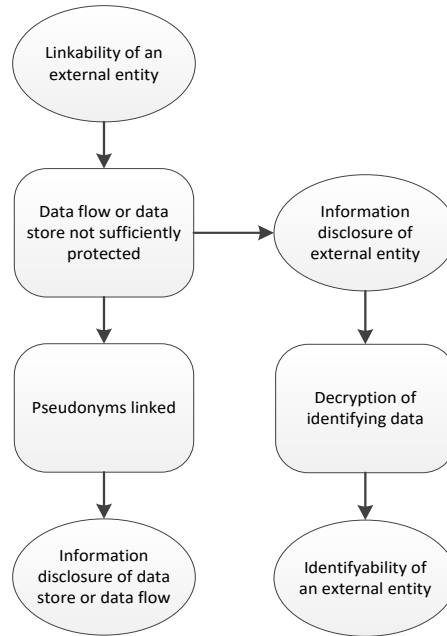 Linkability of an
external entity
Data flow or data
store not sufficiently
protected
Information
disclosure of
external entity
Pseudonyms linked
Decryption of
identifying data
Information
disclosure of data
store or data flow
Identifyability of
an external entity